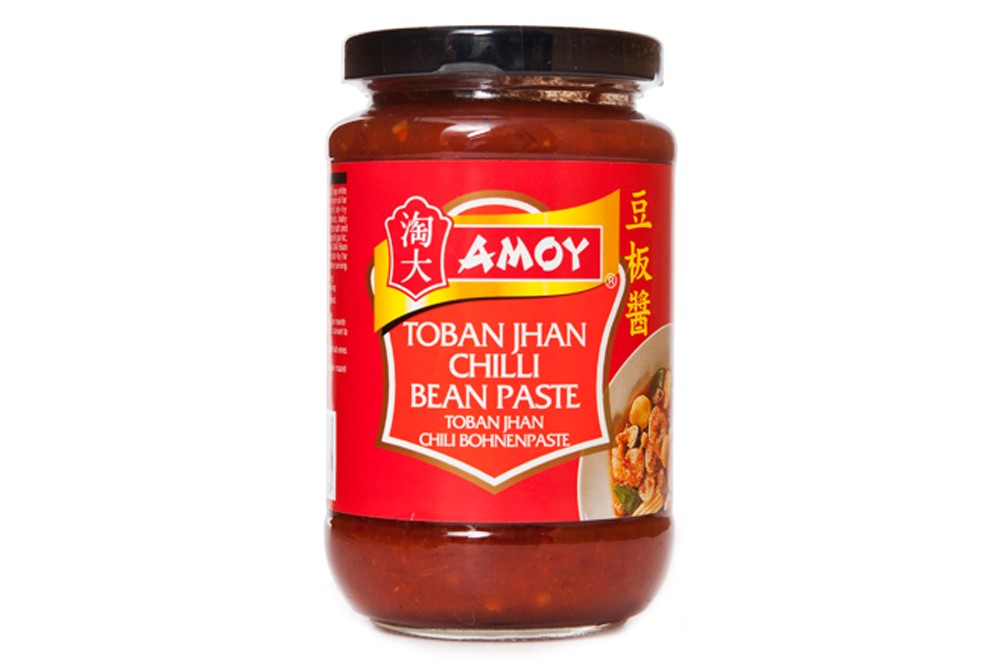 淘大
AMOY
®
豆板醬
TOBAN JHAN
CHILLI
BEAN PASTE
TOBAN JHAN
CHILI BOHNENPASTE